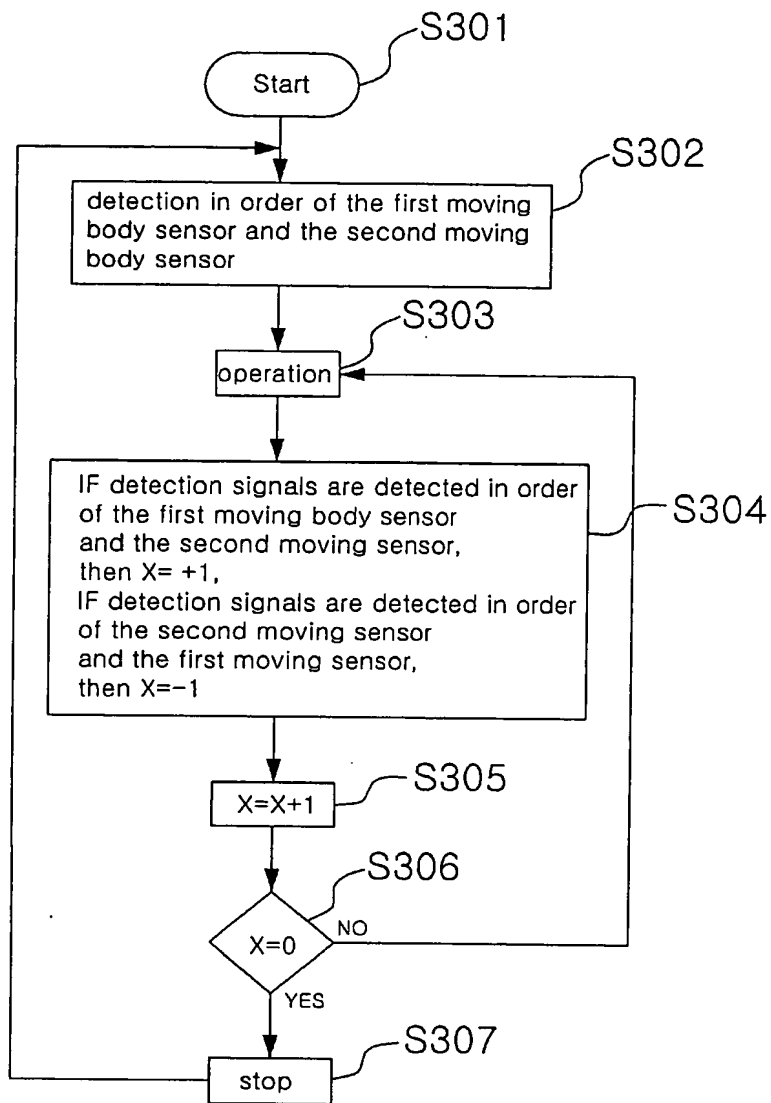 S301
Start
S302
detection in order of the first moving
body sensor and the second moving
body sensor
S303
operation
IF detection signals are detected in order
of the first moving body sensor
and the second moving sensor,
then X= +1,
IF detection signals are detected in order
of the second moving sensor
and the first moving sensor,
then X=-1
S304
X=X+1
S305
S306
X=0
NO
YES
S307
stop